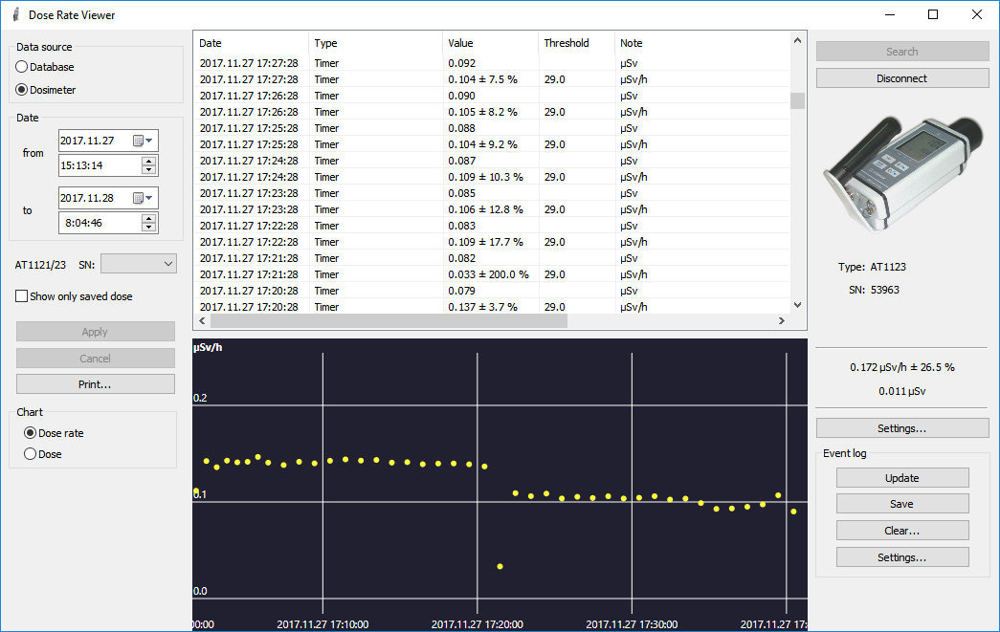 Dose Rate Viewer
Data source
Database
Dosimeter
Date
from
2017.11.27
15:13:14
to
2017.11.28
8:04:46
AT1121/23 SN:
Show only saved dose
Apply
Cancel
Print...
Chart
Dose rate
Dose
Date Type Value Threshold Note
2017.11.27 17:27:28 Timer 0.092 µSv
2017.11.27 17:27:28 Timer 0.104 ± 7.5 % 29.0 µSv/h
2017.11.27 17:26:28 Timer 0.090 µSv
2017.11.27 17:26:28 Timer 0.105 ± 8.2 % 29.0 µSv/h
2017.11.27 17:25:28 Timer 0.088 µSv
2017.11.27 17:25:28 Timer 0.104 ± 9.2 % 29.0 µSv/h
2017.11.27 17:24:28 Timer 0.087 µSv
2017.11.27 17:24:28 Timer 0.109 ± 10.3 % 29.0 µSv/h
2017.11.27 17:23:28 Timer 0.085 µSv
2017.11.27 17:23:28 Timer 0.106 ± 12.8 % 29.0 µSv/h
2017.11.27 17:22:28 Timer 0.083 µSv
2017.11.27 17:22:28 Timer 0.109 ± 17.7 % 29.0 µSv/h
2017.11.27 17:21:28 Timer 0.082 µSv
2017.11.27 17:21:28 Timer 0.033 ± 200.0 % 29.0 µSv/h
2017.11.27 17:20:28 Timer 0.079 µSv
2017.11.27 17:20:28 Timer 0.137 ± 3.7 % 29.0 µSv/h
µSv/h
0.2
0.1
0.0
00:00 2017.11.27 17:10:00 2017.11.27 17:20:00 2017.11.27 17:30:00 2017.11.27 17:
Search
Disconnect
Type: AT1123
SN: 53963
0.172 µSv/h ± 26.5 %
0.011 µSv
Settings...
Event log
Update
Save
Clear...
Settings...